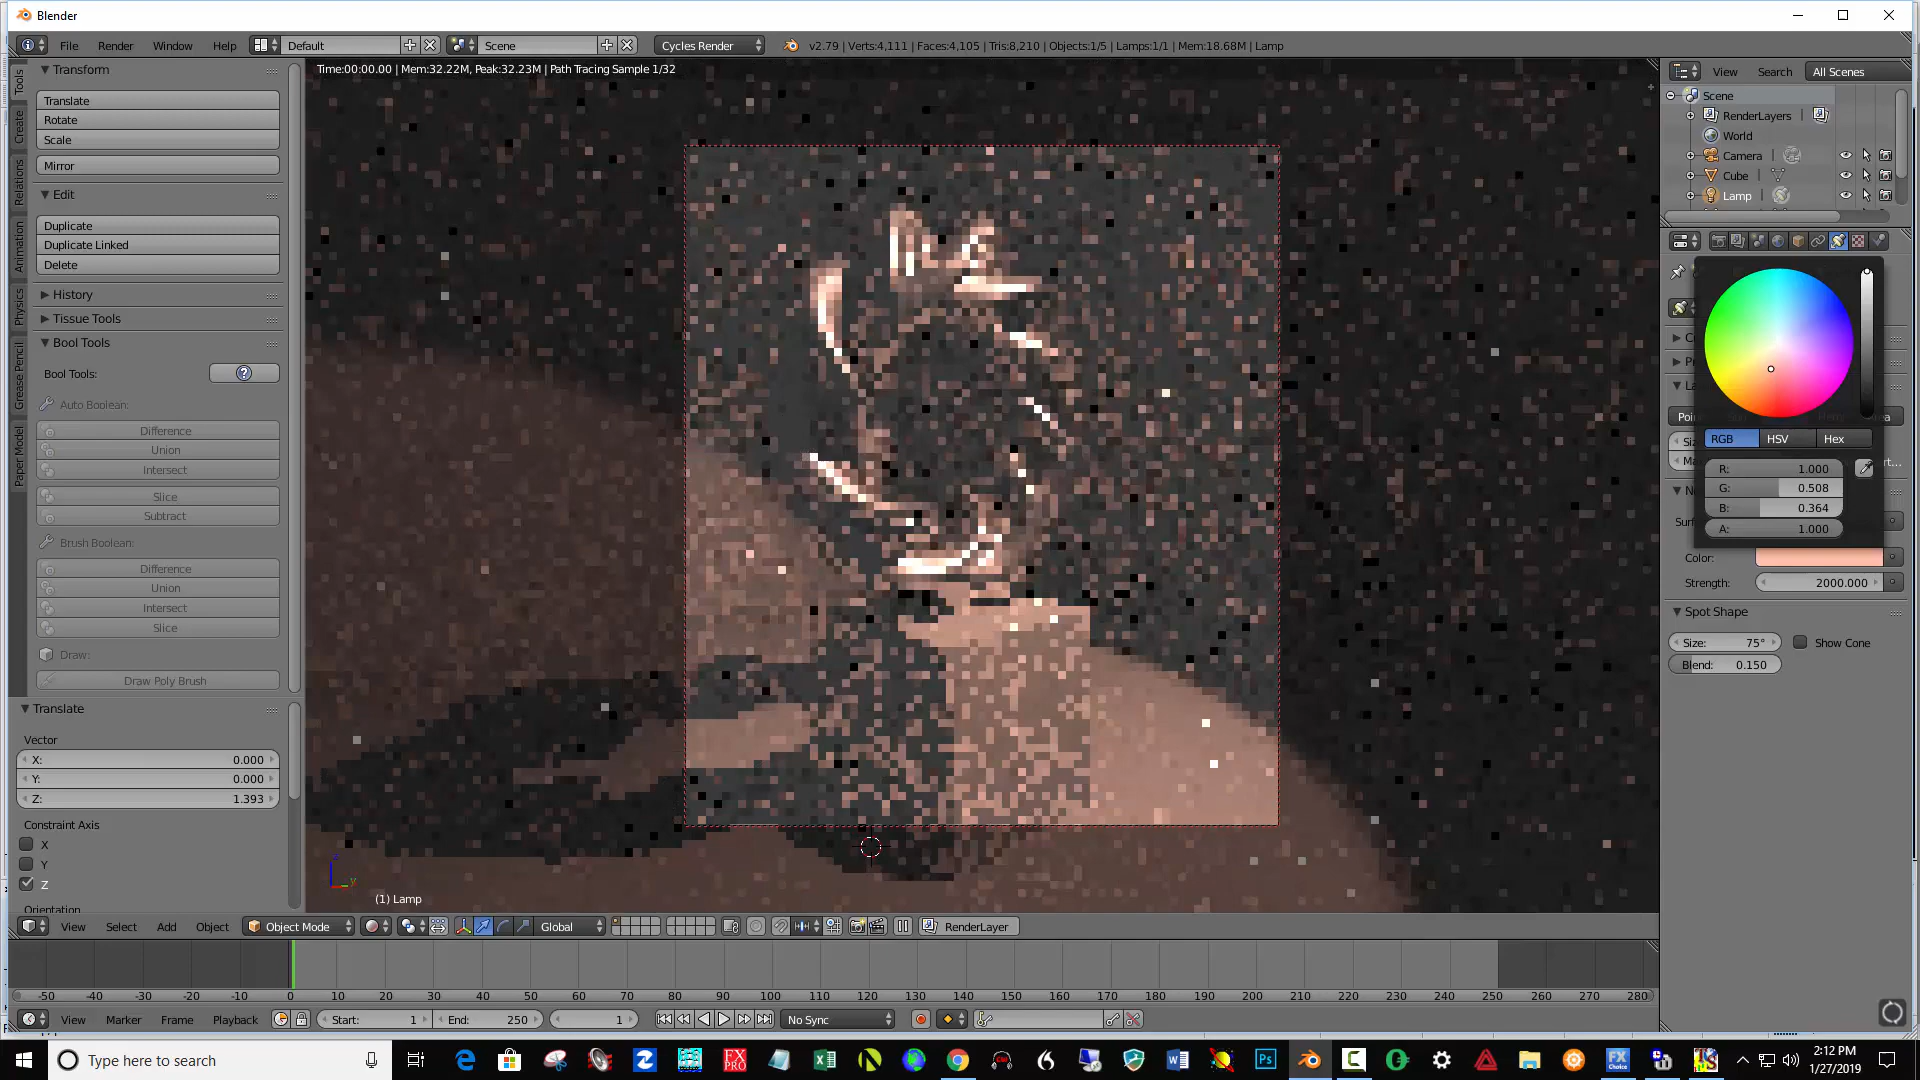 Blender
File Render Window Help Default Scene Cycles Render v2.79 | Verts:4,111 | Faces:4,105 | Tris:8,210 | Objects:1/5 | Lamps:1/1 | Mem:18.68M | Lamp
Time:00:00.00 | Mem:32.22M, Peak:32.23M | Path Tracing Sample 1/32
Tools
Create
Relations
Animation
Physics
Grease Pencil
Paper Model
Transform
Translate
Rotate
Scale
Mirror
Edit
Duplicate
Duplicate Linked
Delete
History
Tissue Tools
Bool Tools
Bool Tools:
Auto Boolean:
Difference
Union
Intersect
Slice
Subtract
Brush Boolean:
Difference
Union
Intersect
Slice
Draw:
Draw Poly Brush
Translate
Vector
X: 0.000
Y: 0.000
Z: 1.393
Constraint Axis
X
Y
Z
Orientation
(1) Lamp
View Select Add Object Object Mode Global RenderLayer
View Search All Scenes
Scene
RenderLayers
World
Camera
Cube
Lamp
RGB HSV Hex
R: 1.000
G: 0.508
B: 0.364
A: 1.000
Color:
Strength: 2000.000
Spot Shape
Size: 75° Show Cone
Blend: 0.150
-50 -40 -30 -20 -10 0 10 20 30 40 50 60 70 80 90 100 110 120 130 140 150 160 170 180 190 200 210 220 230 240 250 260 270 280
View Marker Frame Playback Start: 1 End: 250 1 No Sync
Type here to search
2:12 PM
1/27/2019